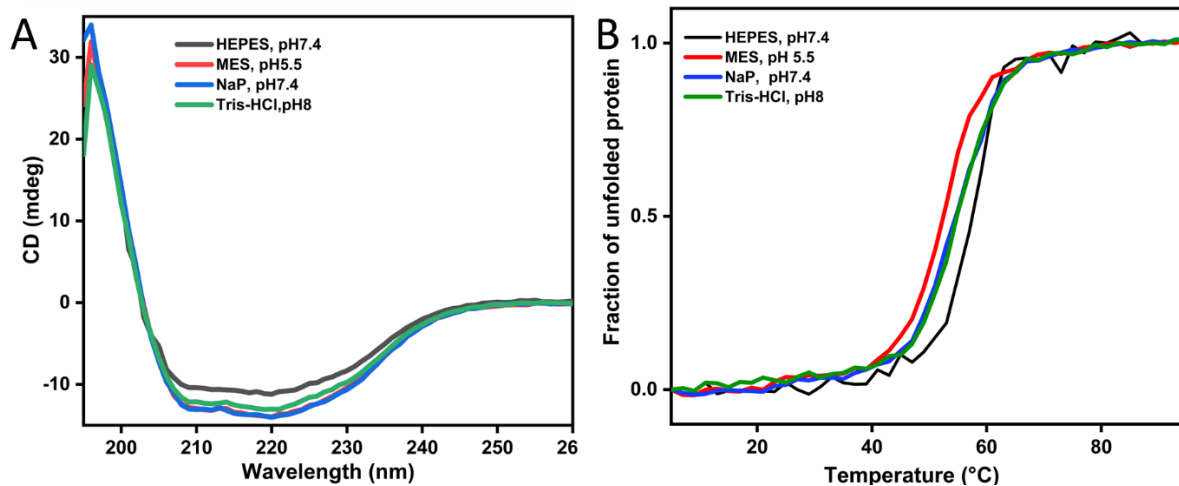 A
CD (mdeg)
30
20
10
0
-10
HEPES, pH7.4
MES, pH5.5
NaP, pH7.4
Tris-HCl,pH8
200
210
220
230
240
250
26
Wavelength (nm)
B
Fraction of unfolded protein
1.0
0.5
0.0
HEPES, pH7.4
MES, pH 5.5
NaP, pH7.4
Tris-HCl, pH8
20
40
60
80
Temperature (°C)